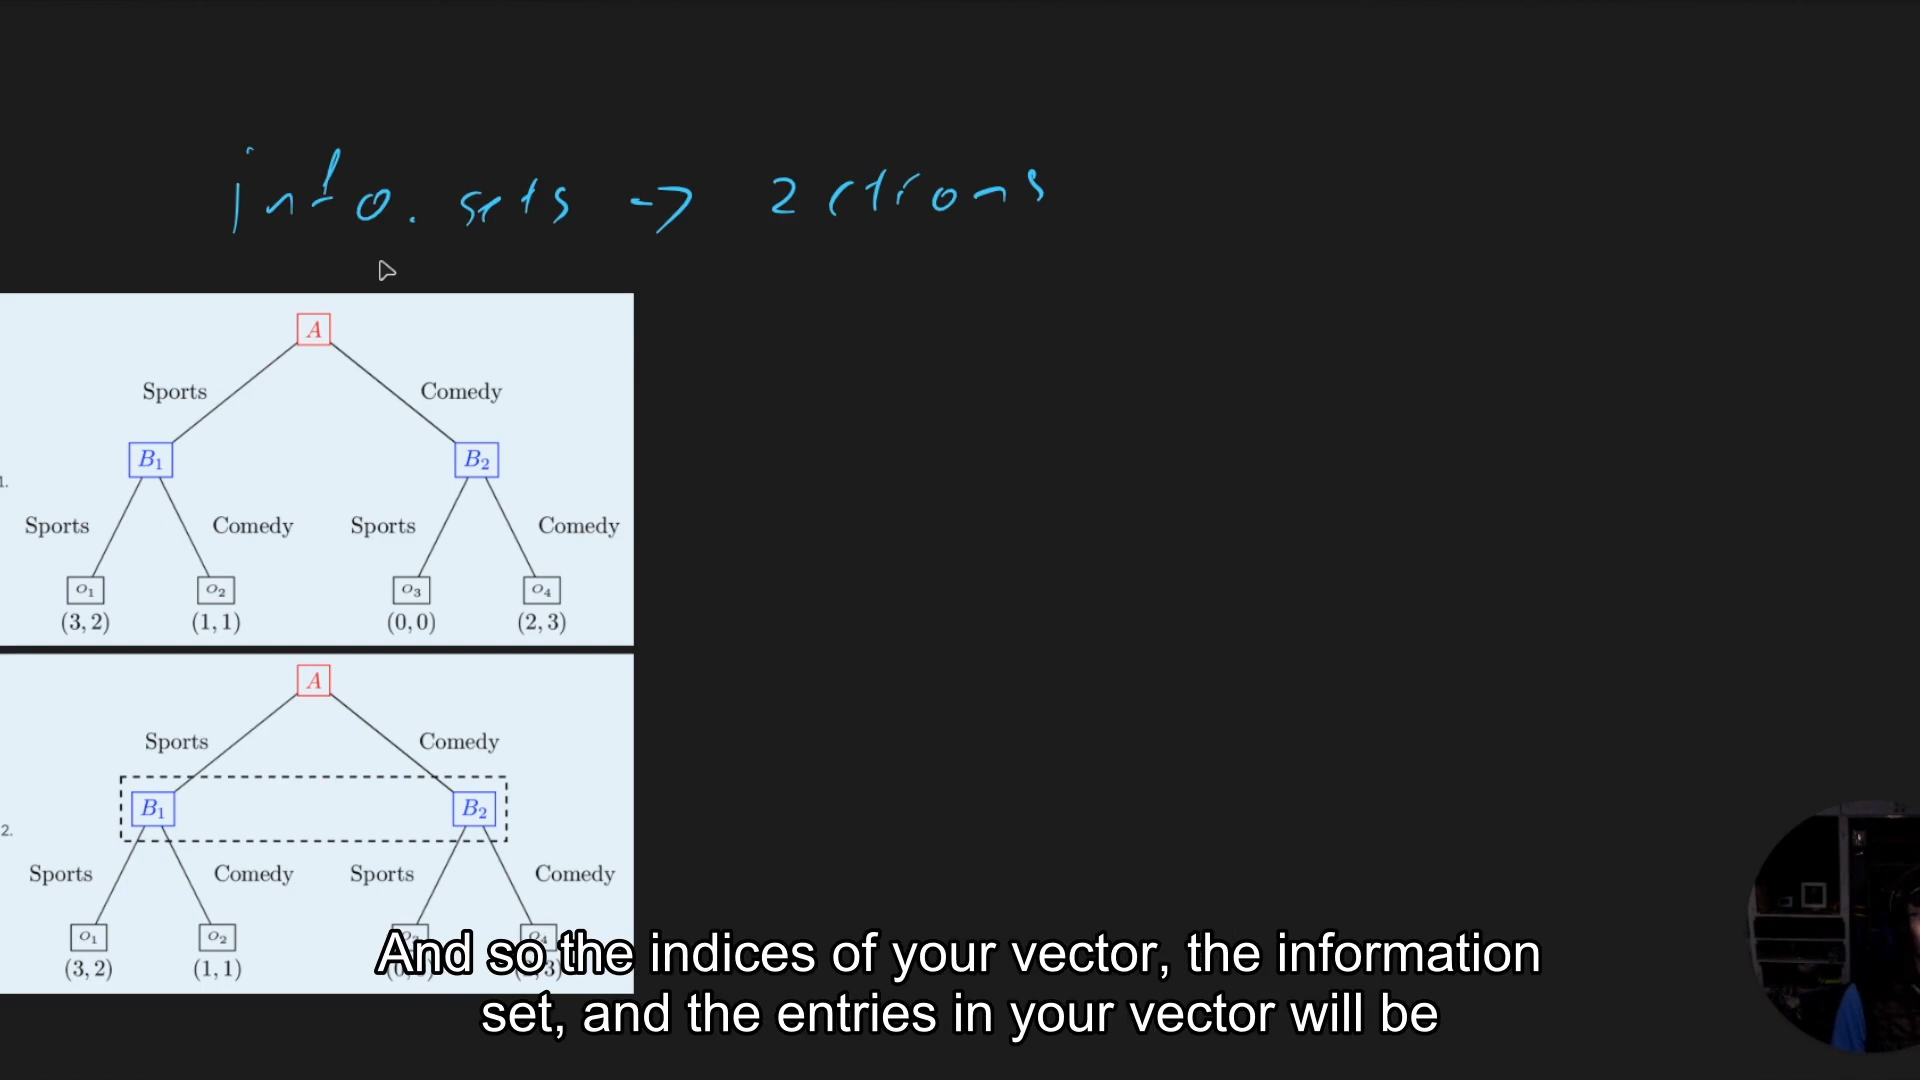 info. sets -> actions
A
Sports Comedy
B1 B2
1.
Sports Comedy Sports Comedy
o1 o2 o3 o4
(3, 2) (1, 1) (0, 0) (2, 3)
A
Sports Comedy
B1 B2
2.
Sports Comedy Sports Comedy
o1 o2
(3, 2) (1, 1)
And so the indices of your vector, the information
set, and the entries in your vector will be